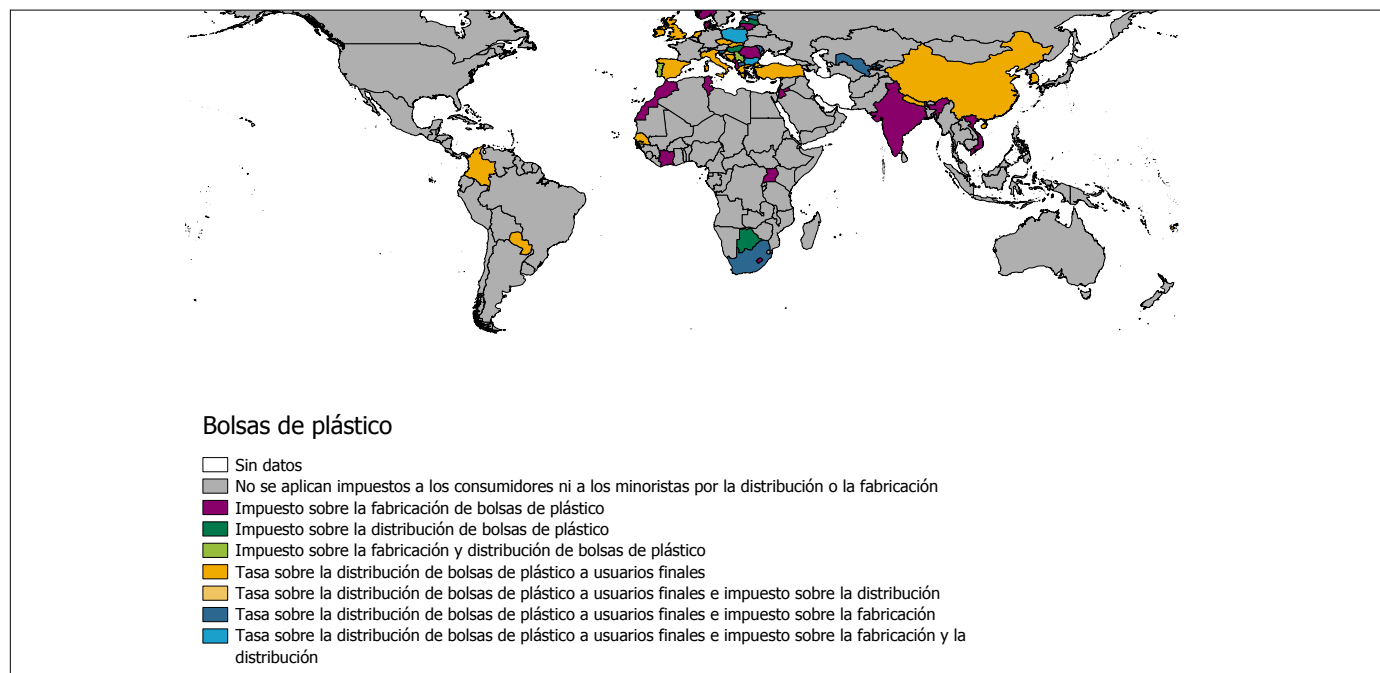 Bolsas de plástico
Sin datos
No se aplican impuestos a los consumidores ni a los minoristas por la distribución o la fabricación
Impuesto sobre la fabricación de bolsas de plástico
Impuesto sobre la distribución de bolsas de plástico
Impuesto sobre la fabricación y distribución de bolsas de plástico
Tasa sobre la distribución de bolsas de plástico a usuarios finales
Tasa sobre la distribución de bolsas de plástico a usuarios finales e impuesto sobre la distribución
Tasa sobre la distribución de bolsas de plástico a usuarios finales e impuesto sobre la fabricación
Tasa sobre la distribución de bolsas de plástico a usuarios finales e impuesto sobre la fabricación y la
distribución